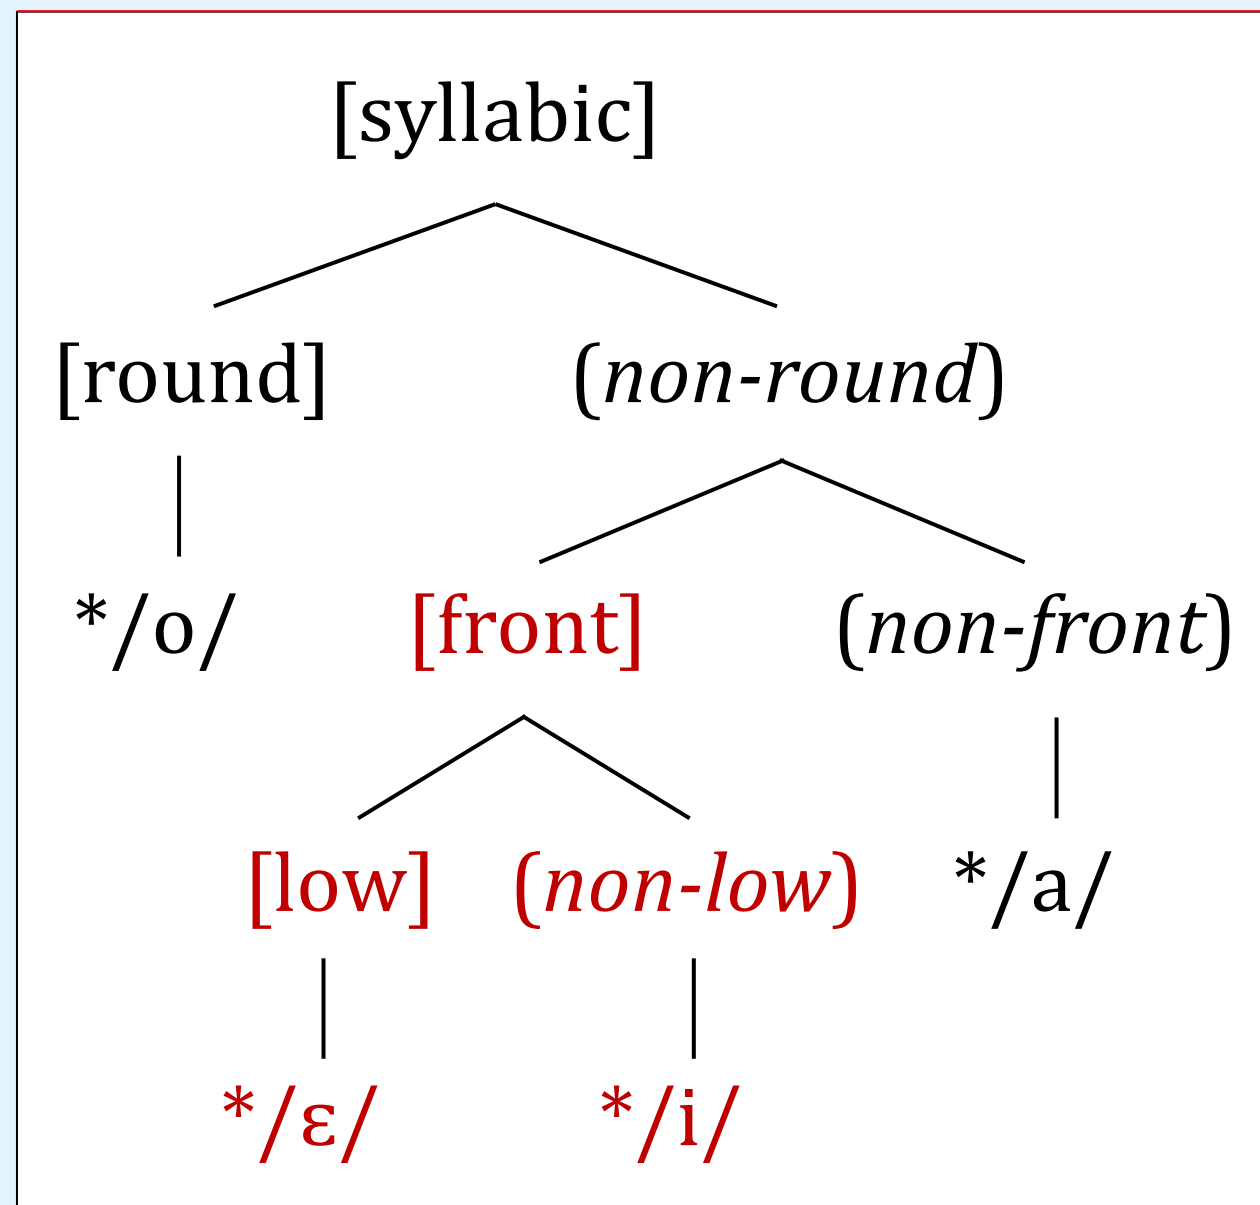 [syllabic]
[round] (non-round)
*/o/ [front] (non-front)
[low] (non-low) */a/
*/ɛ/ */i/